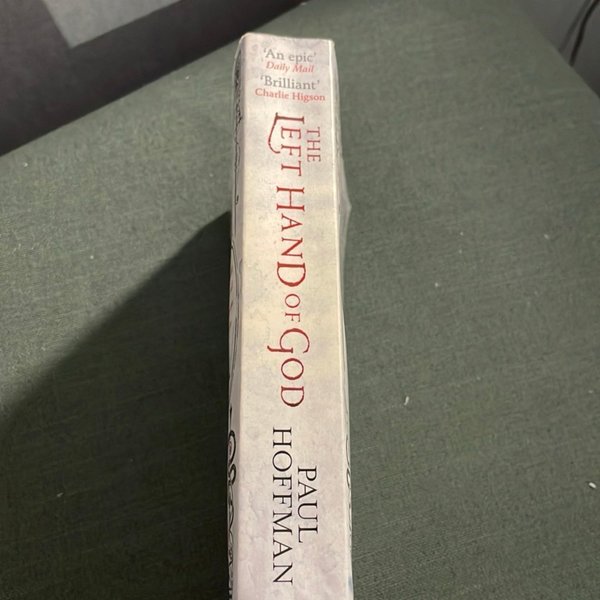 'An epic'
Daily Mail
'Brilliant'
Charlie Higson
THE
LEFT HAND OF GOD
PAUL
HOFFMAN